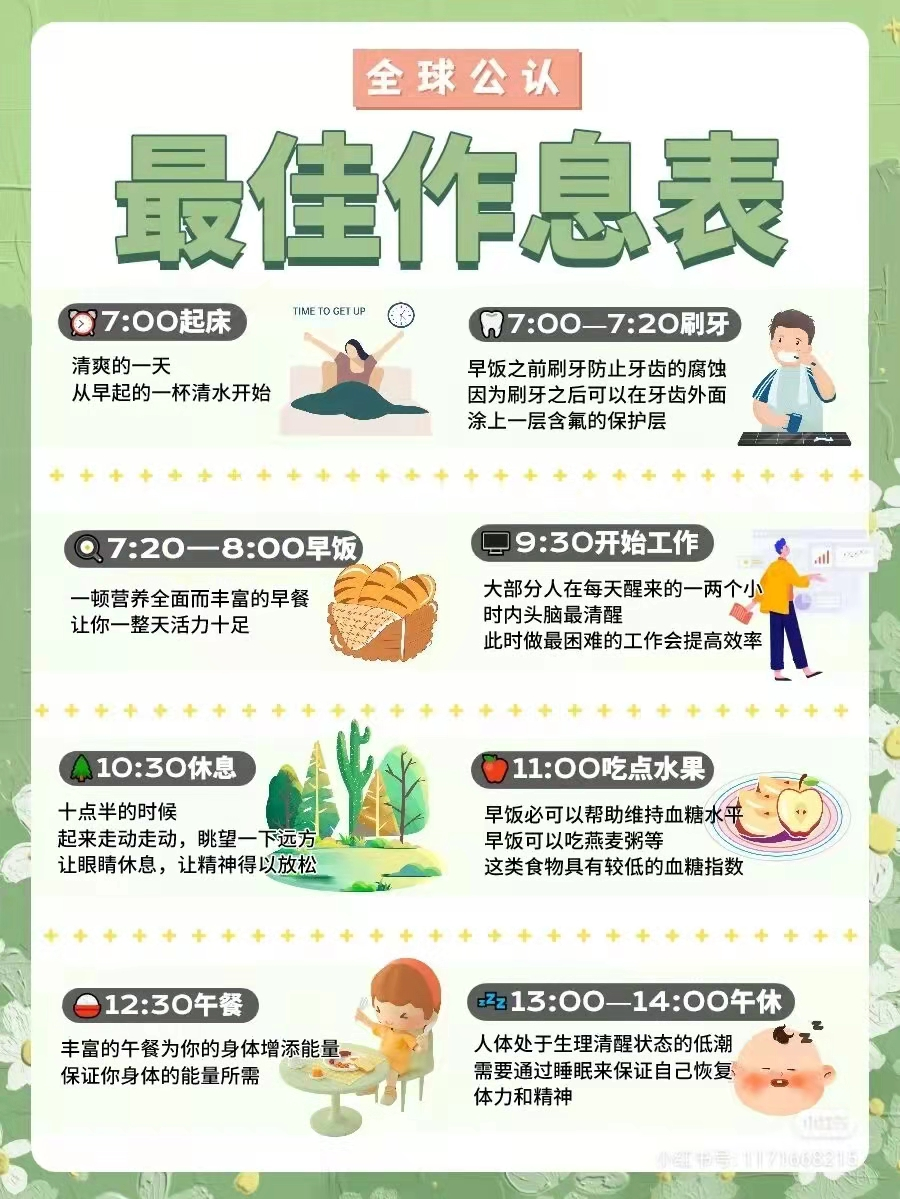 全球公认
最佳作息表
7:00起床
TIME TO GET UP
清爽的一天
从早起的一杯清水开始
7:00—7:20刷牙
早饭之前刷牙防止牙齿的腐蚀
因为刷牙之后可以在牙齿外面
涂上一层含氟的保护层
7:20—8:00早饭
一顿营养全面而丰富的早餐
让你一整天活力十足
9:30开始工作
大部分人在每天醒来的一两个小
时内头脑最清醒
此时做最困难的工作会提高效率
10:30休息
十点半的时候
起来走动走动，眺望一下远方
让眼睛休息，让精神得以放松
11:00吃点水果
早饭必可以帮助维持血糖水平
早饭可以吃燕麦粥等
这类食物具有较低的血糖指数
12:30午餐
丰富的午餐为你的身体增添能量
保证你身体的能量所需
13:00—14:00午休
人体处于生理清醒状态的低潮
需要通过睡眠来保证自己恢复
体力和精神
zzz
小红书